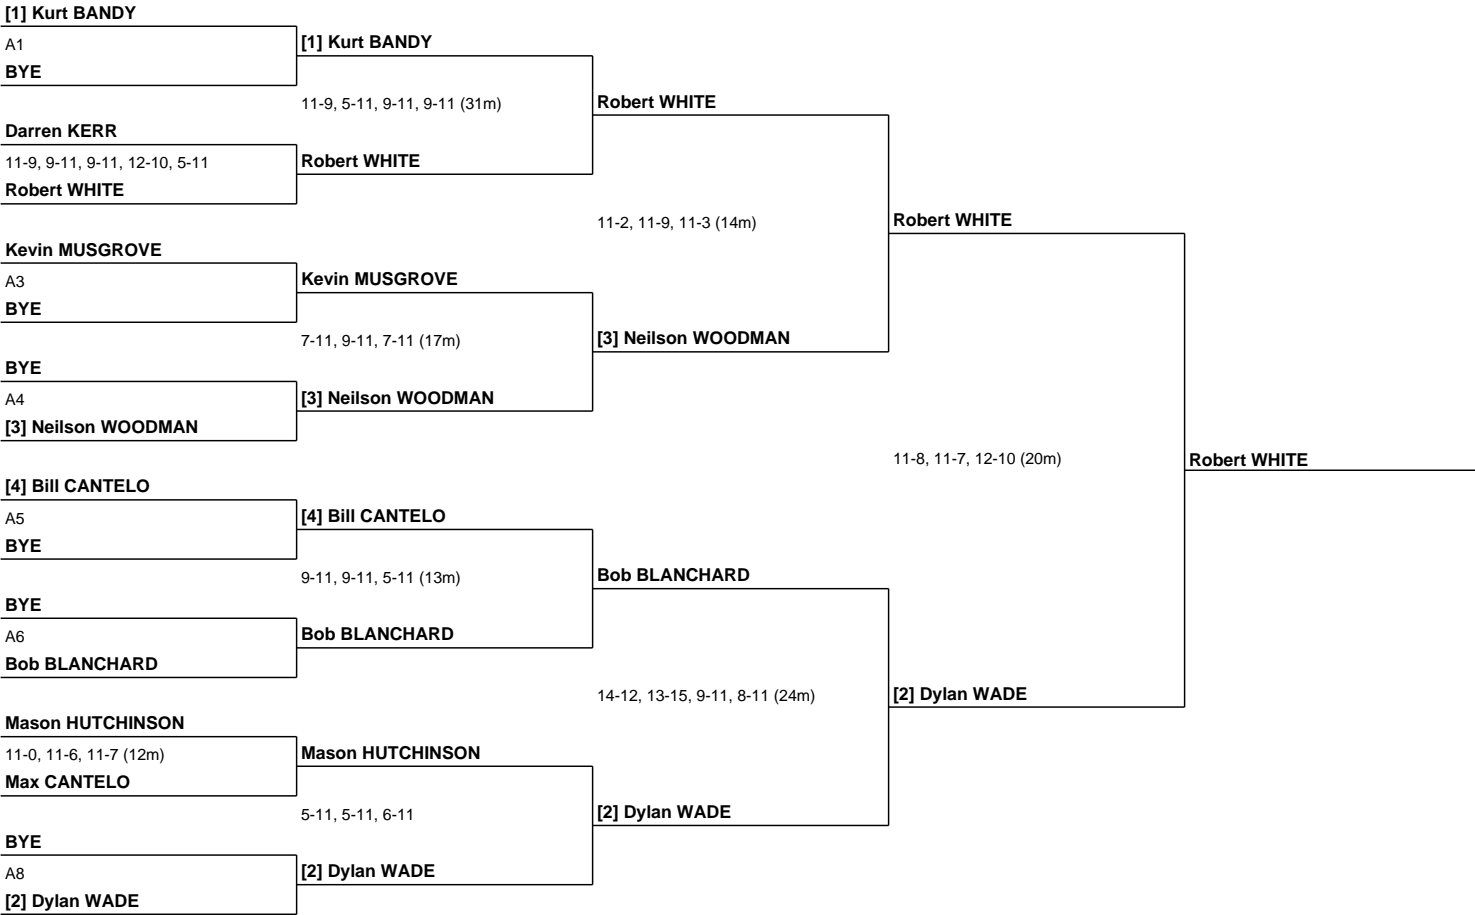 [1] Kurt BANDY
A1
BYE
[1] Kurt BANDY
11-9, 5-11, 9-11, 9-11 (31m)
Darren KERR
11-9, 9-11, 9-11, 12-10, 5-11
Robert WHITE
Robert WHITE
Robert WHITE
11-2, 11-9, 11-3 (14m)
Kevin MUSGROVE
A3
BYE
Kevin MUSGROVE
7-11, 9-11, 7-11 (17m)
BYE
A4
[3] Neilson WOODMAN
[3] Neilson WOODMAN
[3] Neilson WOODMAN
Robert WHITE
11-8, 11-7, 12-10 (20m)
Robert WHITE
[4] Bill CANTELO
A5
BYE
[4] Bill CANTELO
9-11, 9-11, 5-11 (13m)
BYE
A6
Bob BLANCHARD
Bob BLANCHARD
Bob BLANCHARD
14-12, 13-15, 9-11, 8-11 (24m)
[2] Dylan WADE
Mason HUTCHINSON
11-0, 11-6, 11-7 (12m)
Max CANTELO
Mason HUTCHINSON
5-11, 5-11, 6-11
BYE
A8
[2] Dylan WADE
[2] Dylan WADE
[2] Dylan WADE